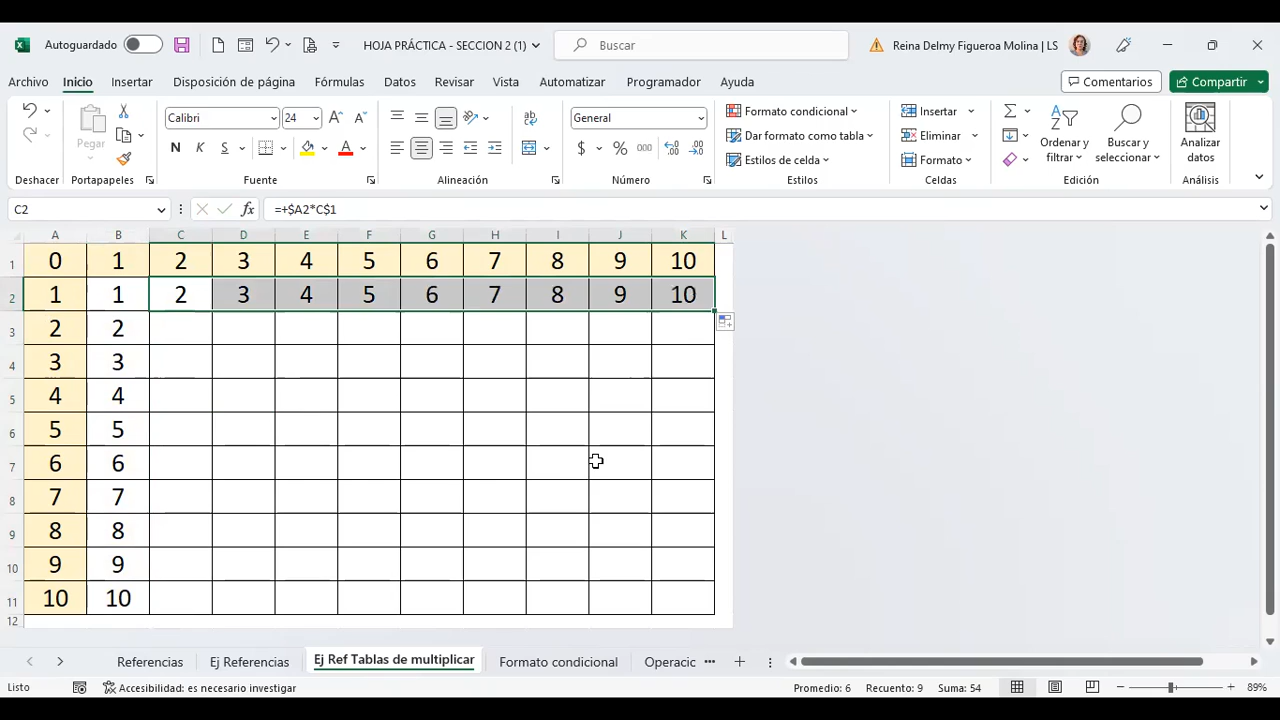 Autoguardado HOJA PRÁCTICA - SECCION 2 (1) Buscar Reina Delmy Figueroa Molina | LS
Archivo Inicio Insertar Disposición de página Fórmulas Datos Revisar Vista Automatizar Programador Ayuda Comentarios Compartir
Pegar
Calibri 24
N K S
General
$ % 000
Formato condicional
Dar formato como tabla
Estilos de celda
Insertar
Eliminar
Formato
Ordenar y filtrar
Buscar y seleccionar
Analizar datos
Deshacer Portapapeles Fuente Alineación Número Estilos Celdas Edición Análisis
C2 fx =+$A2*C$1
A B C D E F G H I J K L
1 0 1 2 3 4 5 6 7 8 9 10
2 1 1 2 3 4 5 6 7 8 9 10
3 2 2
4 3 3
5 4 4
6 5 5
7 6 6
8 7 7
9 8 8
10 9 9
11 10 10
12
Referencias Ej Referencias Ej Ref Tablas de multiplicar Formato condicional Operacic ...
Listo Accesibilidad: es necesario investigar Promedio: 6 Recuento: 9 Suma: 54 89%